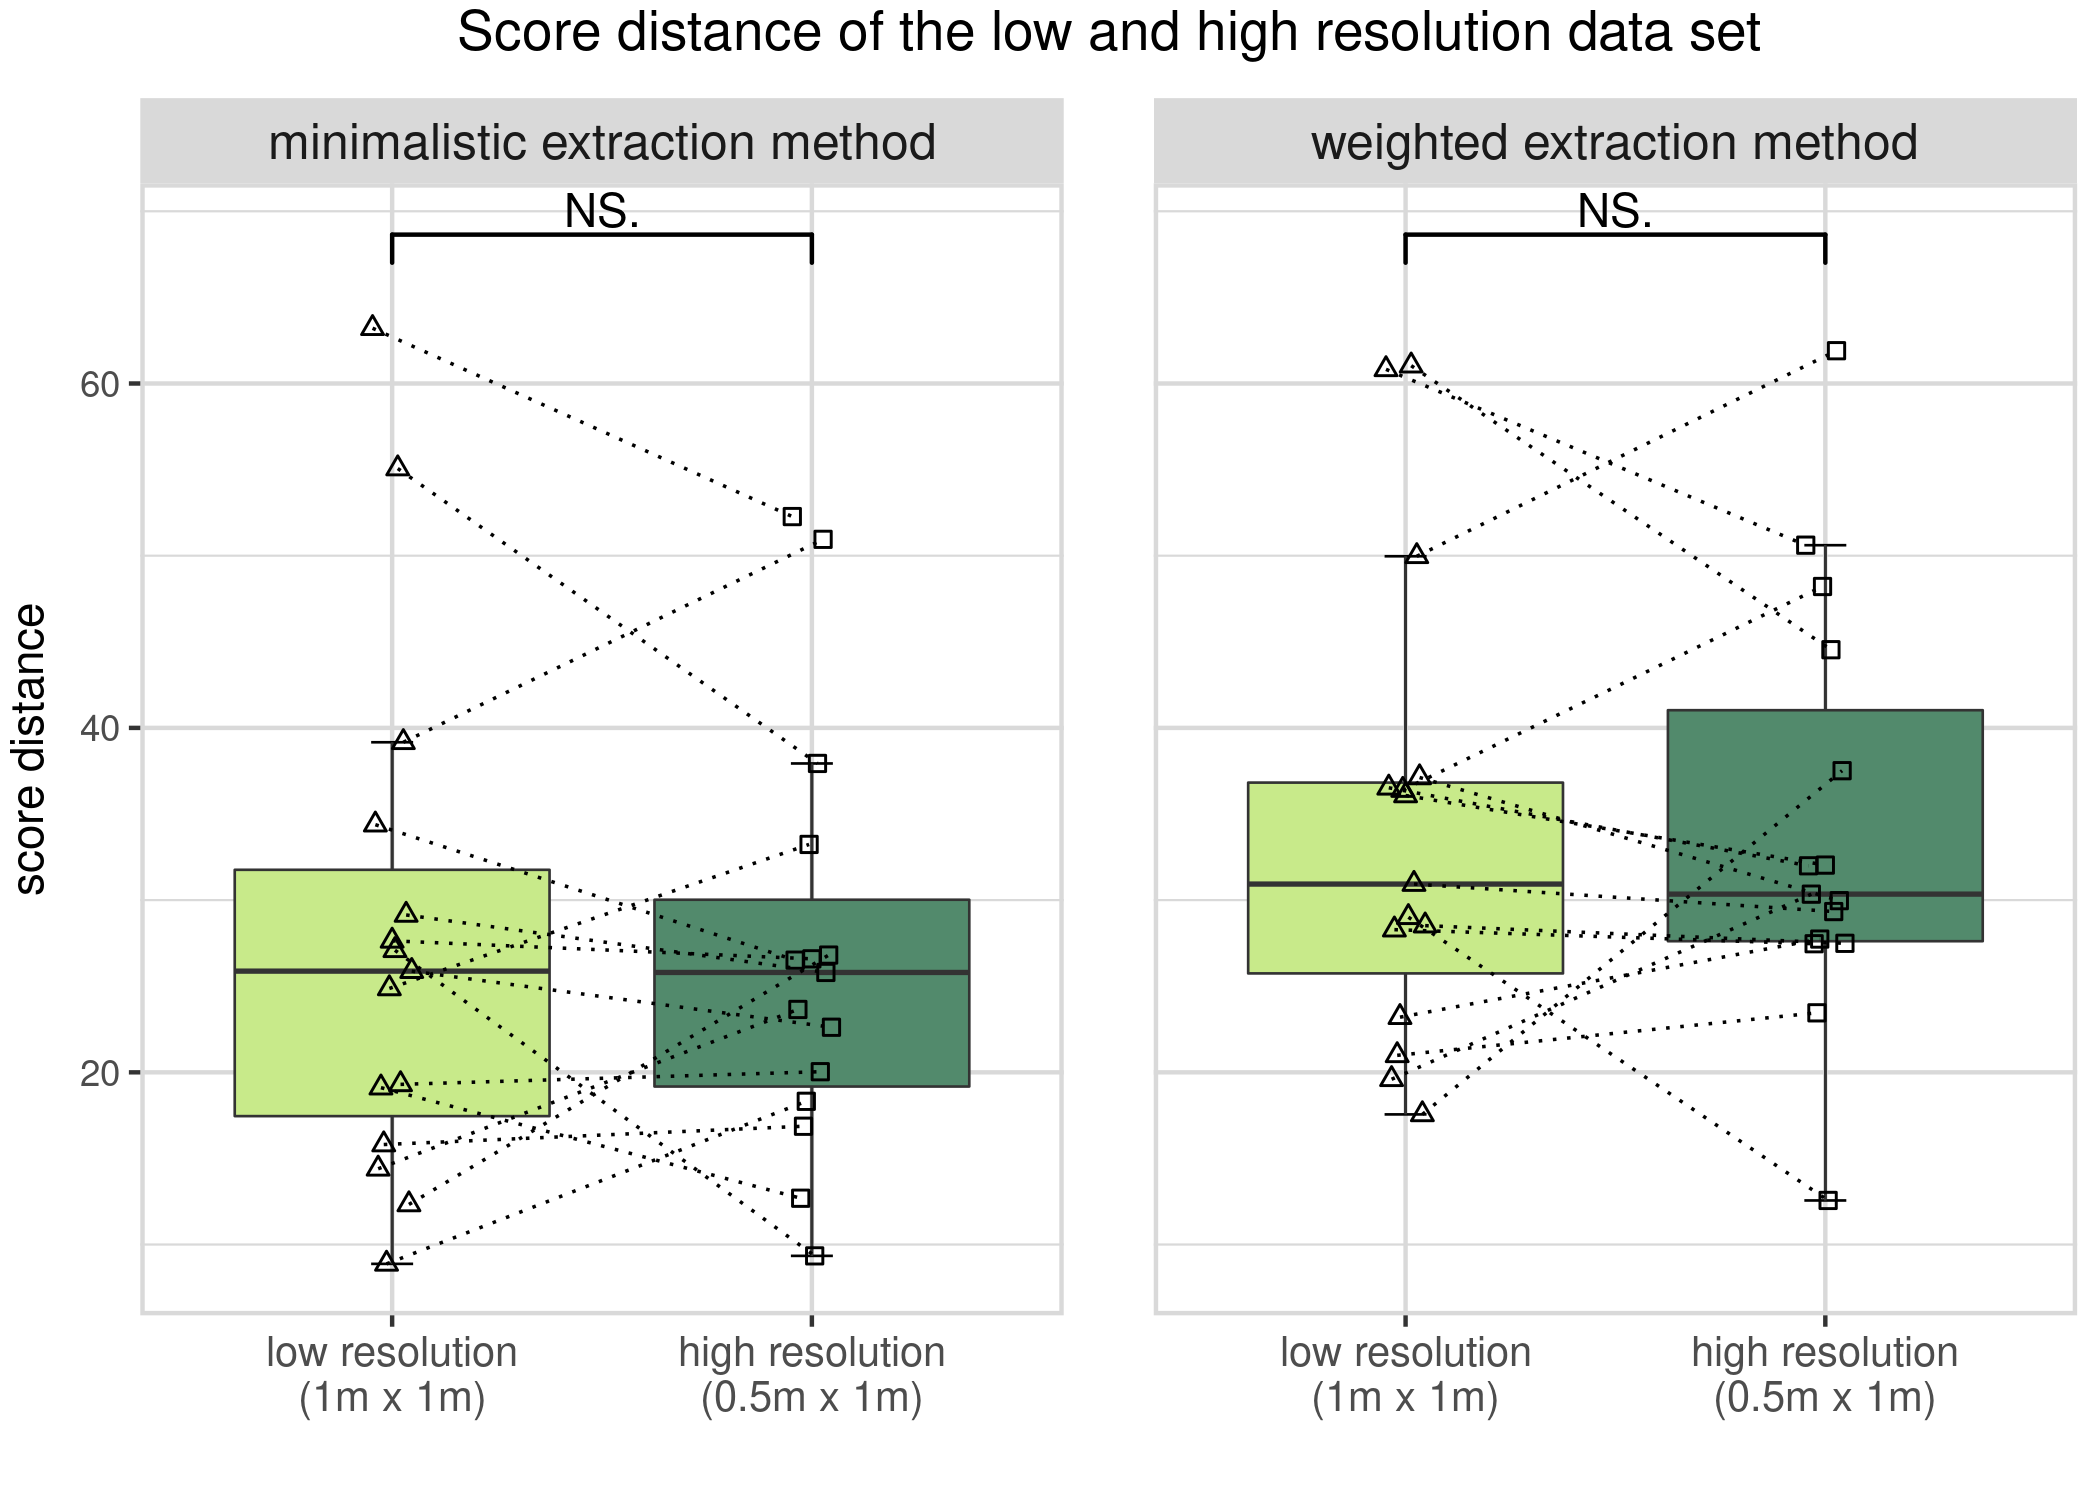 Score distance of the low and high resolution data set
minimalistic extraction method
weighted extraction method
NS.
NS.
score distance
60
40
20
low resolution
(1m x 1m)
high resolution
(0.5m x 1m)
low resolution
(1m x 1m)
high resolution
(0.5m x 1m)